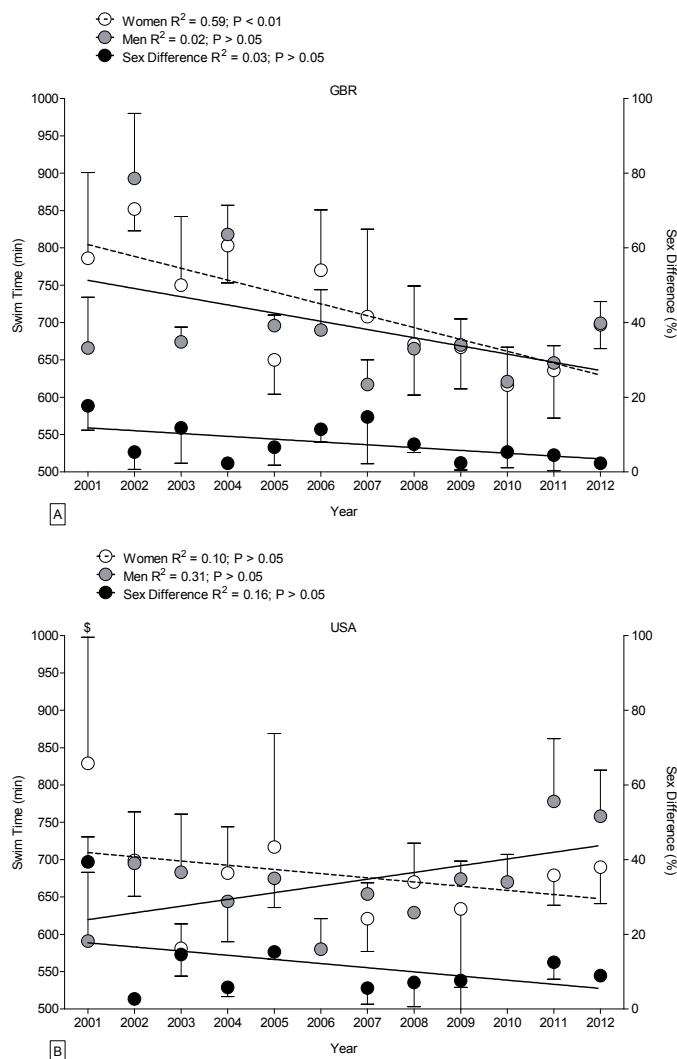 Women R² = 0.59; P < 0.01
Men R² = 0.02; P > 0.05
Sex Difference R² = 0.03; P > 0.05
GBR
1000
950
900
850
800
750
700
650
600
550
500
Swim Time (min)
100
80
60
40
20
0
Sex Difference (%)
2001 2002 2003 2004 2005 2006 2007 2008 2009 2010 2011 2012
Year
A
Women R² = 0.10; P > 0.05
Men R² = 0.31; P > 0.05
Sex Difference R² = 0.16; P > 0.05
$
USA
1000
950
900
850
800
750
700
650
600
550
500
Swim Time (min)
100
80
60
40
20
0
Sex Difference (%)
2001 2002 2003 2004 2005 2006 2007 2008 2009 2010 2011 2012
Year
B